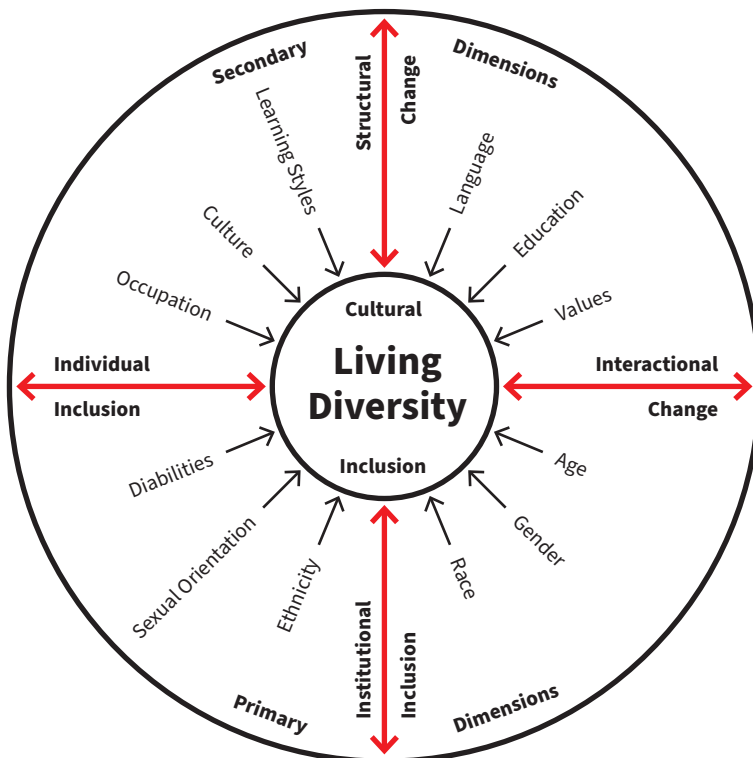 Secondary
Dimensions
Structural
Change
Learning Styles
Language
Culture
Education
Occupation
Values
Cultural
Living
Diversity
Inclusion
Individual
Inclusion
Interactional
Change
Diabilities
Age
Sexual Orientation
Gender
Ethnicity
Race
Institutional
Inclusion
Primary
Dimensions